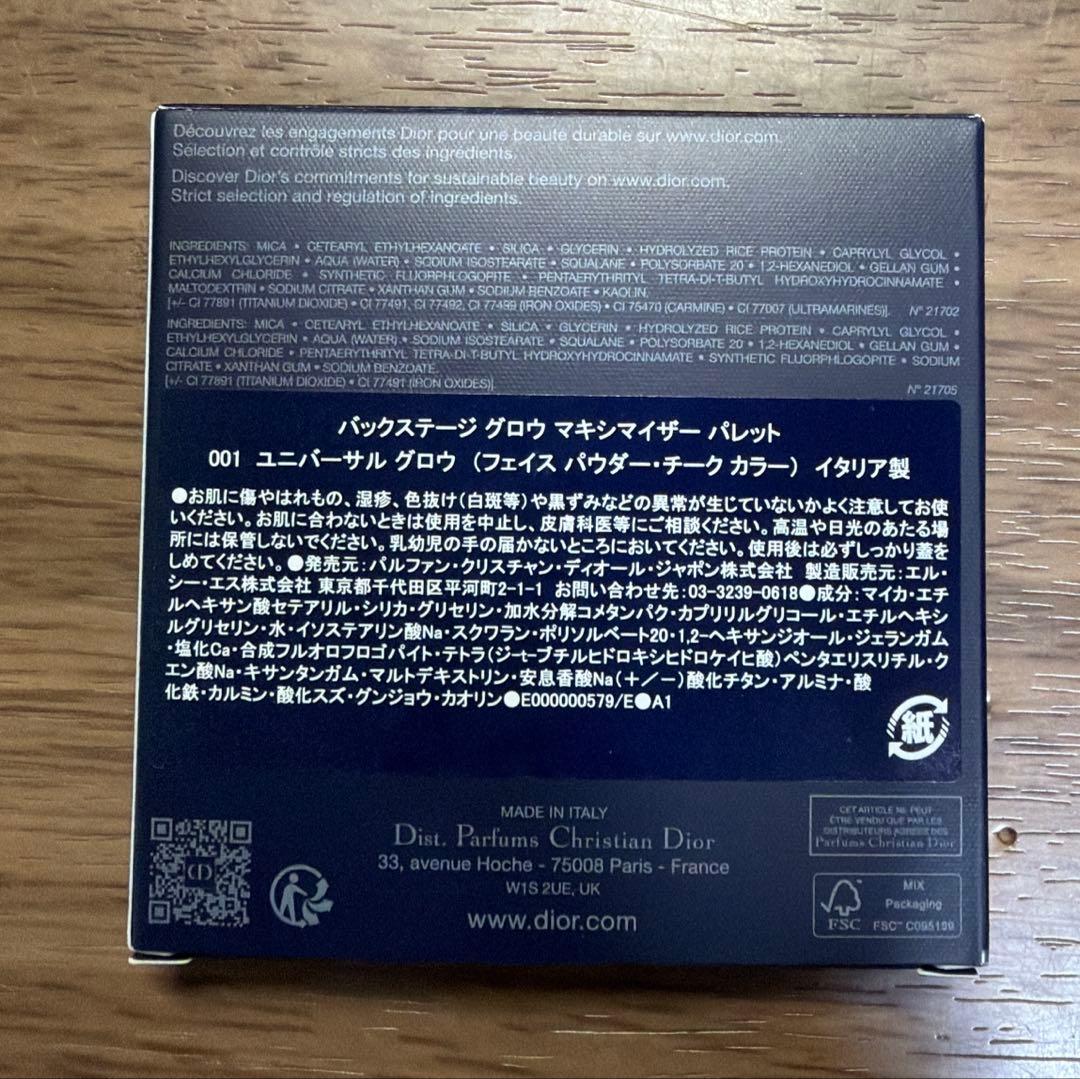 Découvrez les engagements Dior pour une beauté durable sur www.dior.com.
Sélection et contrôle stricts des ingrédients.
Discover Dior's commitments for sustainable beauty on www.dior.com.
Strict selection and regulation of ingredients.
INGREDIENTS: MICA • CETEARYL ETHYLHEXANOATE • SILICA • GLYCERIN • HYDROLYZED RICE PROTEIN • CAPRYLYL GLYCOL •
ETHYLHEXYLGLYCERIN • AQUA (WATER) • SODIUM ISOSTEARATE • SQUALANE • POLYSORBATE 20 • 1,2-HEXANEDIOL • GELLAN GUM •
CALCIUM CHLORIDE • SYNTHETIC FLUORPHLOGOPITE • PENTAERYTHRITYL TETRA-DI-T-BUTYL HYDROXYHYDROCINNAMATE •
MALTODEXTRIN • SODIUM CITRATE • XANTHAN GUM • SODIUM BENZOATE • KAOLIN.
[+/- CI 77891 (TITANIUM DIOXIDE) • CI 77491, CI 77492, CI 77499 (IRON OXIDES) • CI 75470 (CARMINE) • CI 77007 (ULTRAMARINES)]. N° 21702
INGREDIENTS: MICA • CETEARYL ETHYLHEXANOATE • SILICA • GLYCERIN • HYDROLYZED RICE PROTEIN • CAPRYLYL GLYCOL •
ETHYLHEXYLGLYCERIN • AQUA (WATER) • SODIUM ISOSTEARATE • SQUALANE • POLYSORBATE 20 • 1,2-HEXANEDIOL • GELLAN GUM •
CALCIUM CHLORIDE • PENTAERYTHRITYL TETRA-DI-T-BUTYL HYDROXYHYDROCINNAMATE • SYNTHETIC FLUORPHLOGOPITE • SODIUM
CITRATE • XANTHAN GUM • SODIUM BENZOATE.
[+/- CI 77891 (TITANIUM DIOXIDE) • CI 77491 (IRON OXIDES)]. N° 21705
バックステージ グロウ マキシマイザー パレット
001 ユニバーサル グロウ （フェイス パウダー・チーク カラー） イタリア製
●お肌に傷やはれもの、湿疹、色抜け（白斑等）や黒ずみなどの異常が生じていないかよく注意してお使
いください。お肌に合わないときは使用を中止し、皮膚科医等にご相談ください。高温や日光のあたる場
所には保管しないでください。乳幼児の手の届かないところにおいてください。使用後は必ずしっかり蓋を
しめてください。●発売元：パルファン・クリスチャン・ディオール・ジャポン株式会社 製造販売元：エル・
シー・エス株式会社 東京都千代田区平河町2-1-1 お問い合わせ先：03-3239-0618●成分：マイカ・エチ
ルヘキサン酸セテアリル・シリカ・グリセリン・加水分解コメタンパク・カプリリルグリコール・エチルヘキシ
ルグリセリン・水・イソステアリン酸Na・スクワラン・ポリソルベート20・1,2-ヘキサンジオール・ジェランガム
・塩化Ca・合成フルオロフロゴパイト・テトラ（ジ-t-ブチルヒドロキシヒドロケイヒ酸）ペンタエリスリチル・ク
エン酸Na・キサンタンガム・マルトデキストリン・安息香酸Na（＋／－）酸化チタン・アルミナ・酸
化鉄・カルミン・酸化スズ・グンジョウ・カオリン●E000000579/E●A1
紙
MADE IN ITALY
Dist. Parfums Christian Dior
33, avenue Hoche - 75008 Paris - France
W1S 2UE, UK
www.dior.com
CD
CET ARTICLE NE PEUT
ÊTRE VENDU QUE PAR LES
DISTRIBUTEURS AGRÉÉS DES
Parfums Christian Dior
FSC
MIX
Packaging
FSC™ C095199